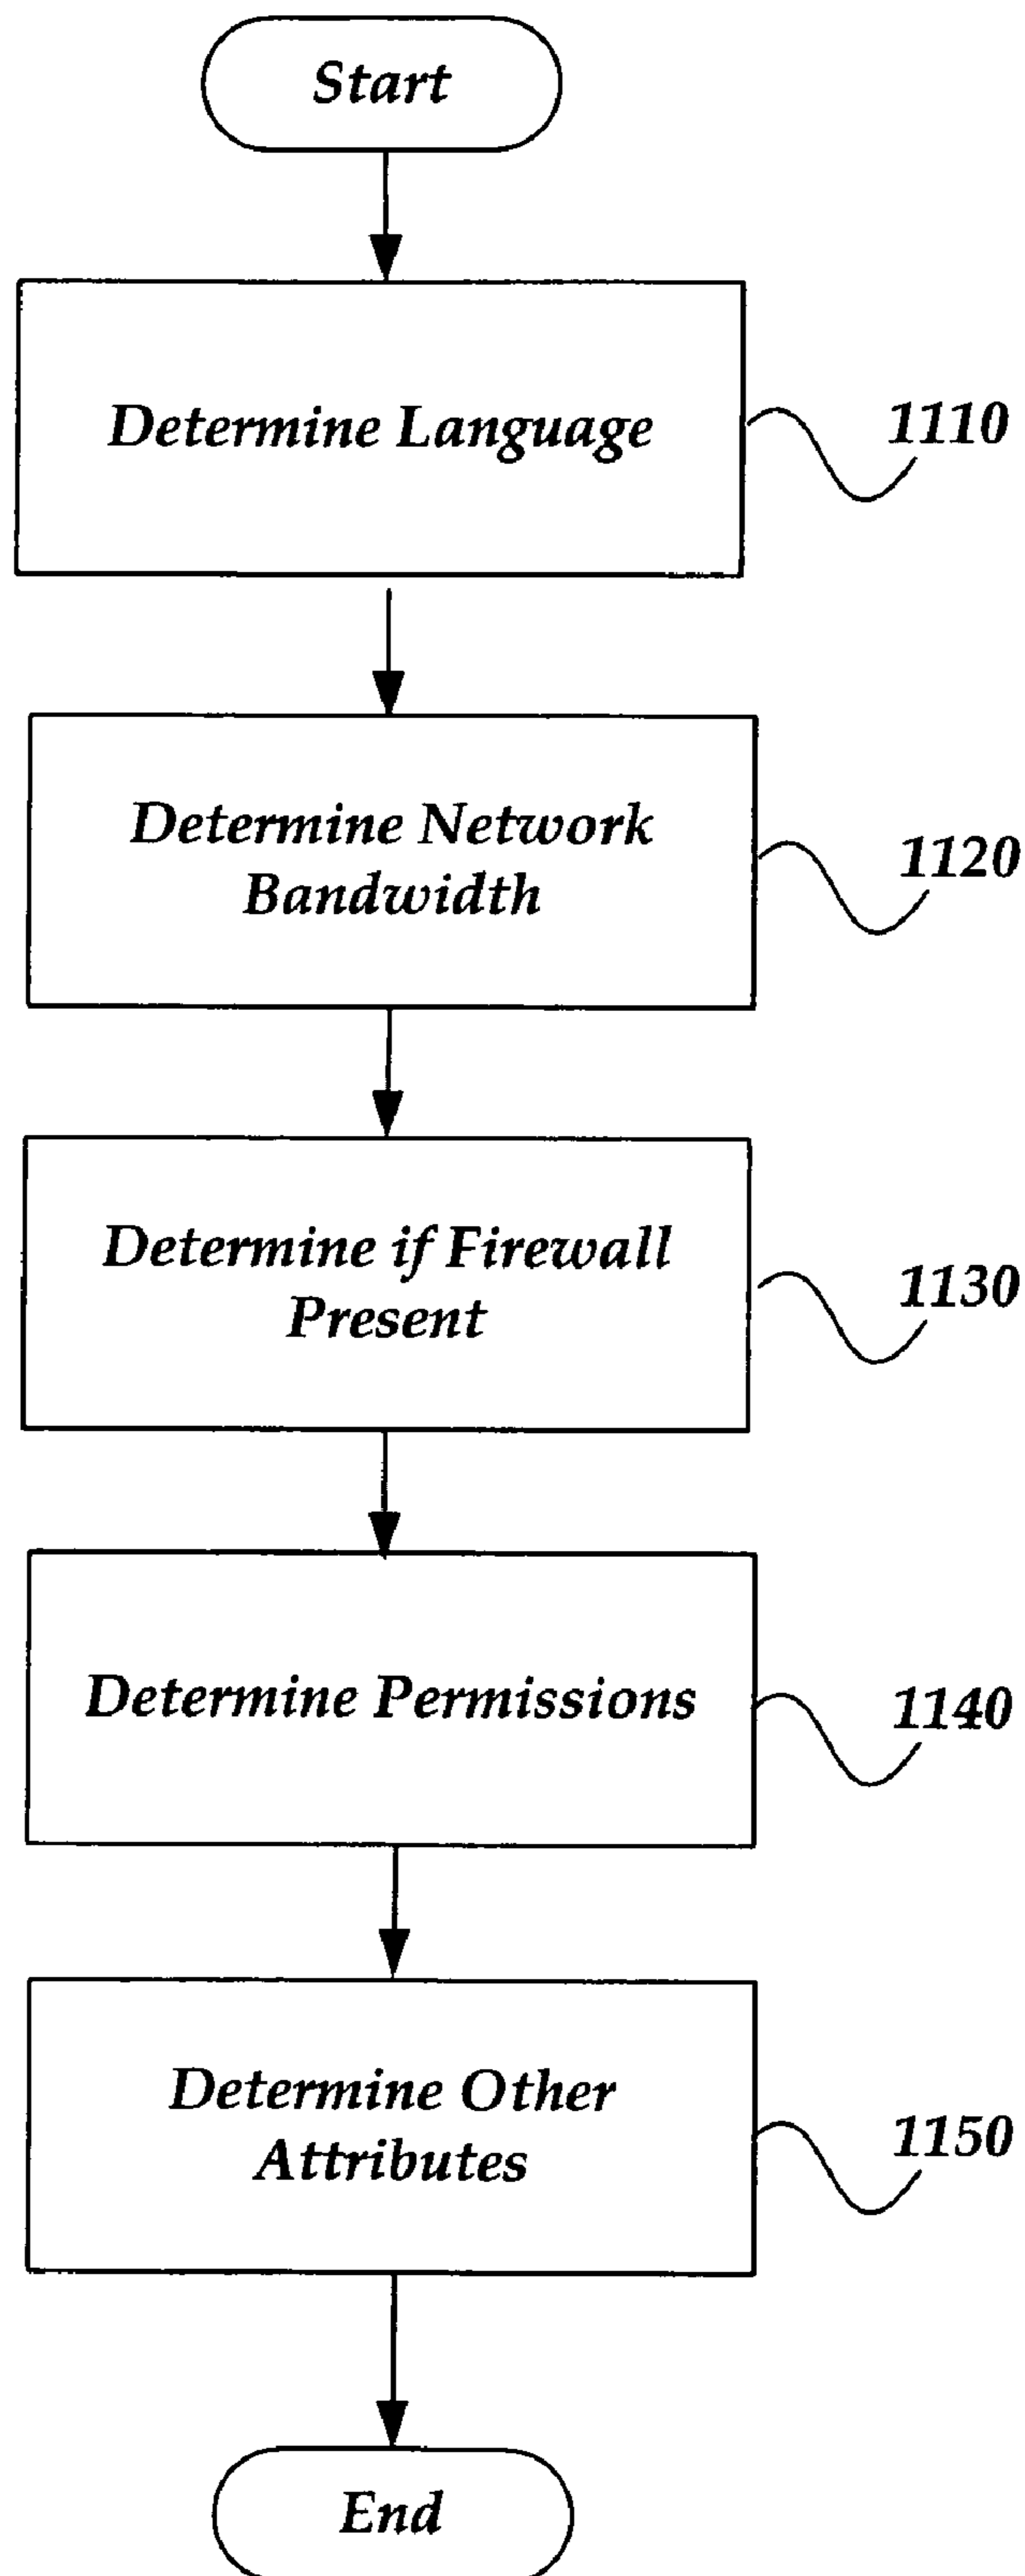 Start
Determine Language
1110
Determine Network
Bandwidth
1120
Determine if Firewall
Present
1130
Determine Permissions
1140
Determine Other
Attributes
1150
End